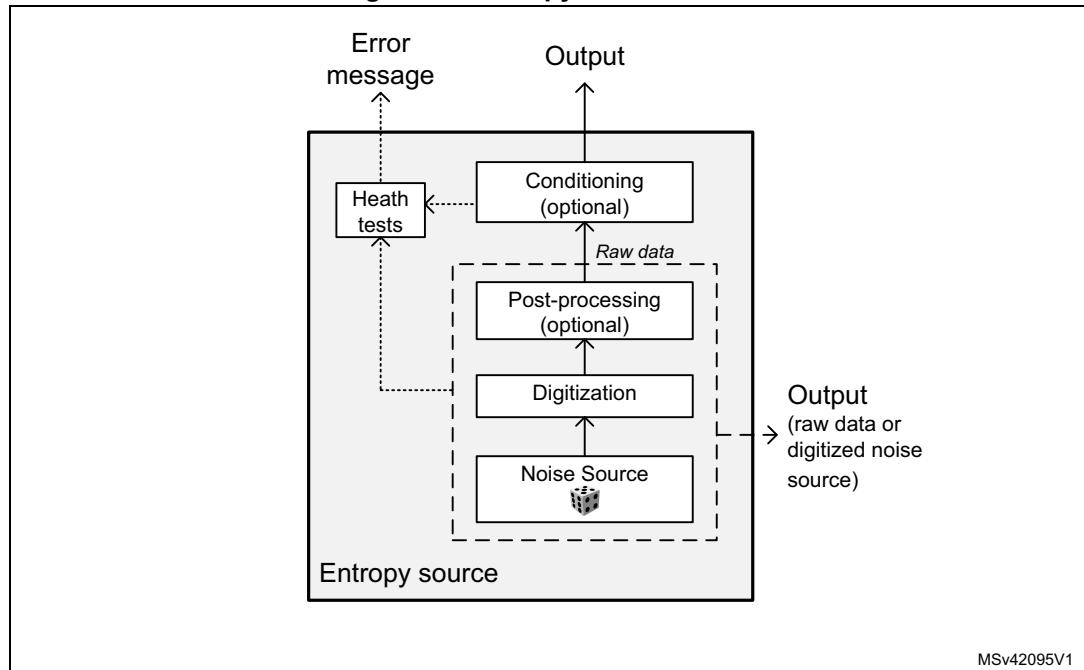 Error
message
Output
Conditioning
(optional)
Heath
tests
Raw data
Post-processing
(optional)
Digitization
Output
(raw data or
digitized noise
source)
Noise Source
Entropy source
MSv42095V1